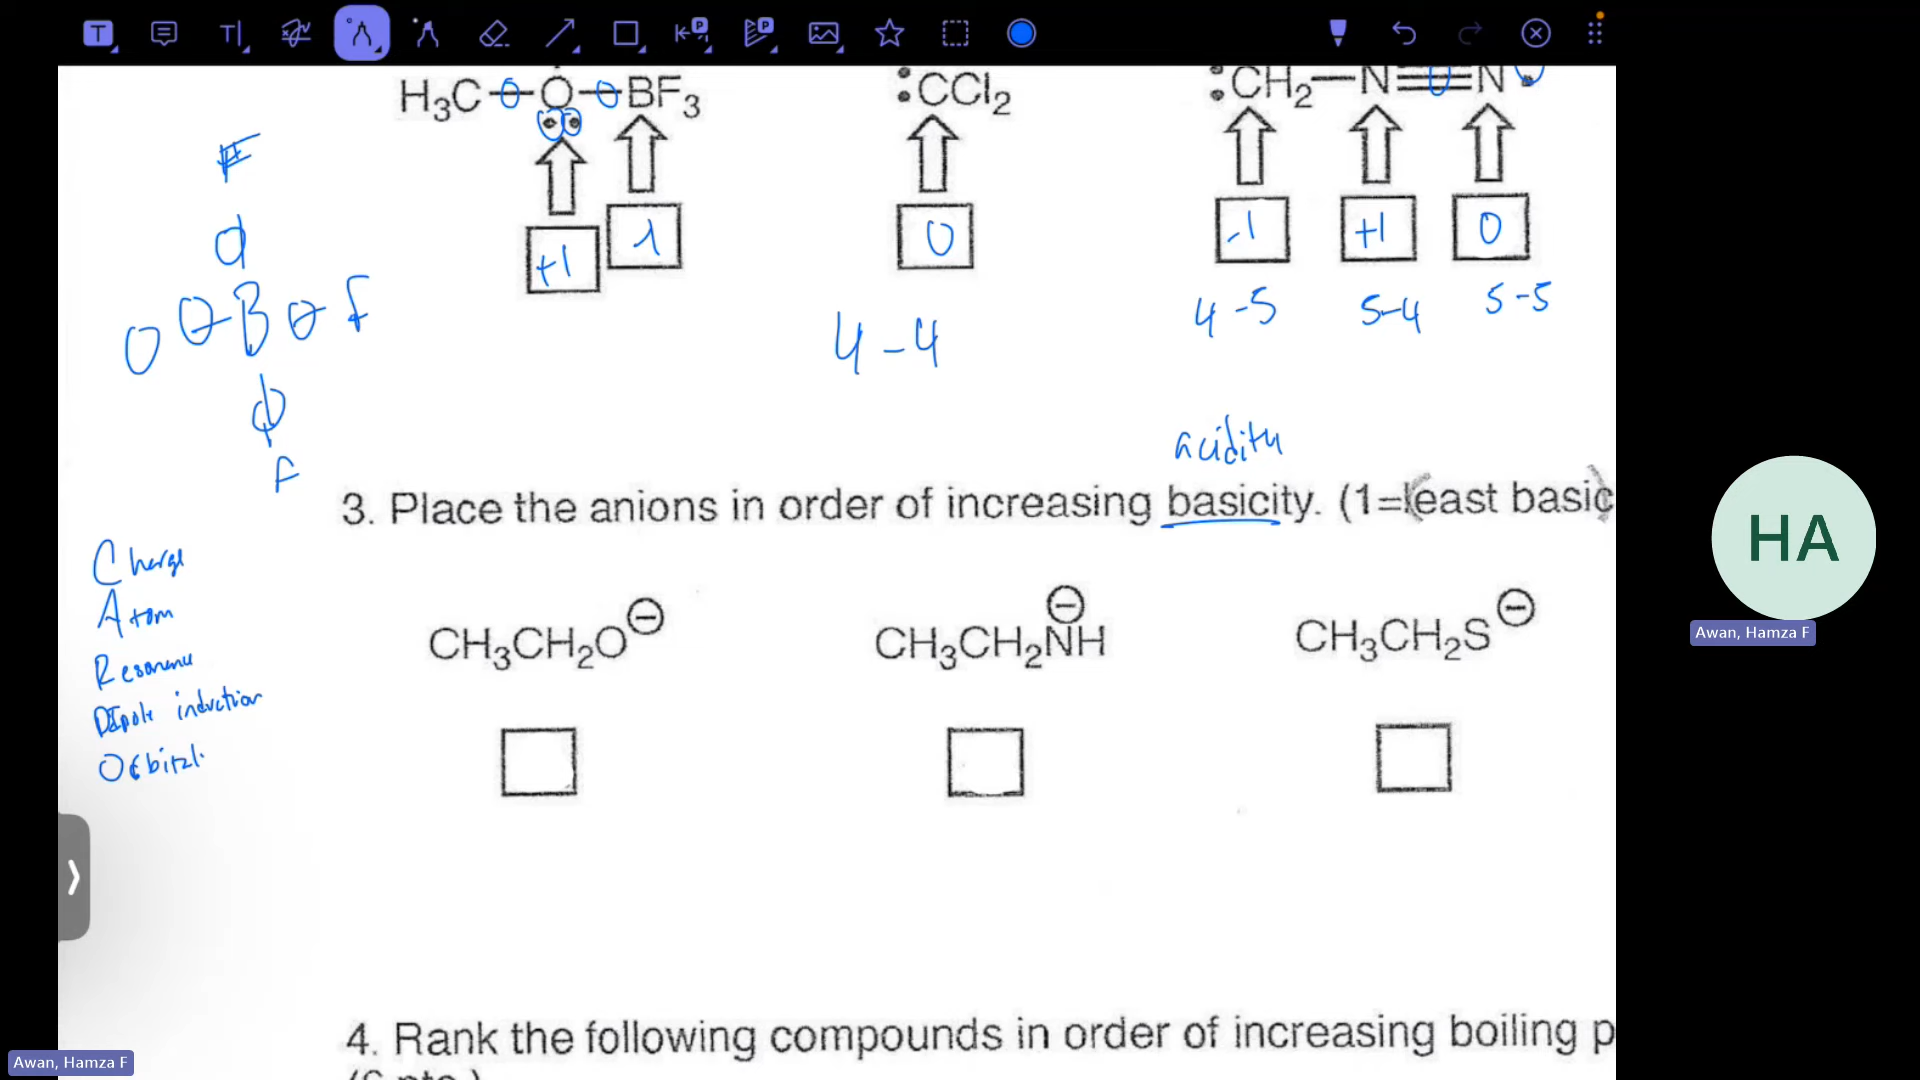 H3C-O-BF3 :CCl2 :CH2-N≡N
F
+1 1 0 -1 +1 0
O B F
4-4 4-5 5-4 5-5
F
acidity
3. Place the anions in order of increasing basicity. (1=least basic
Charge
Atom
Resonance
Dipole induction
Orbital
CH3CH2O⊖ CH3CH2NH⊖ CH3CH2S⊖
4. Rank the following compounds in order of increasing boiling p
HA
Awan, Hamza F
Awan, Hamza F